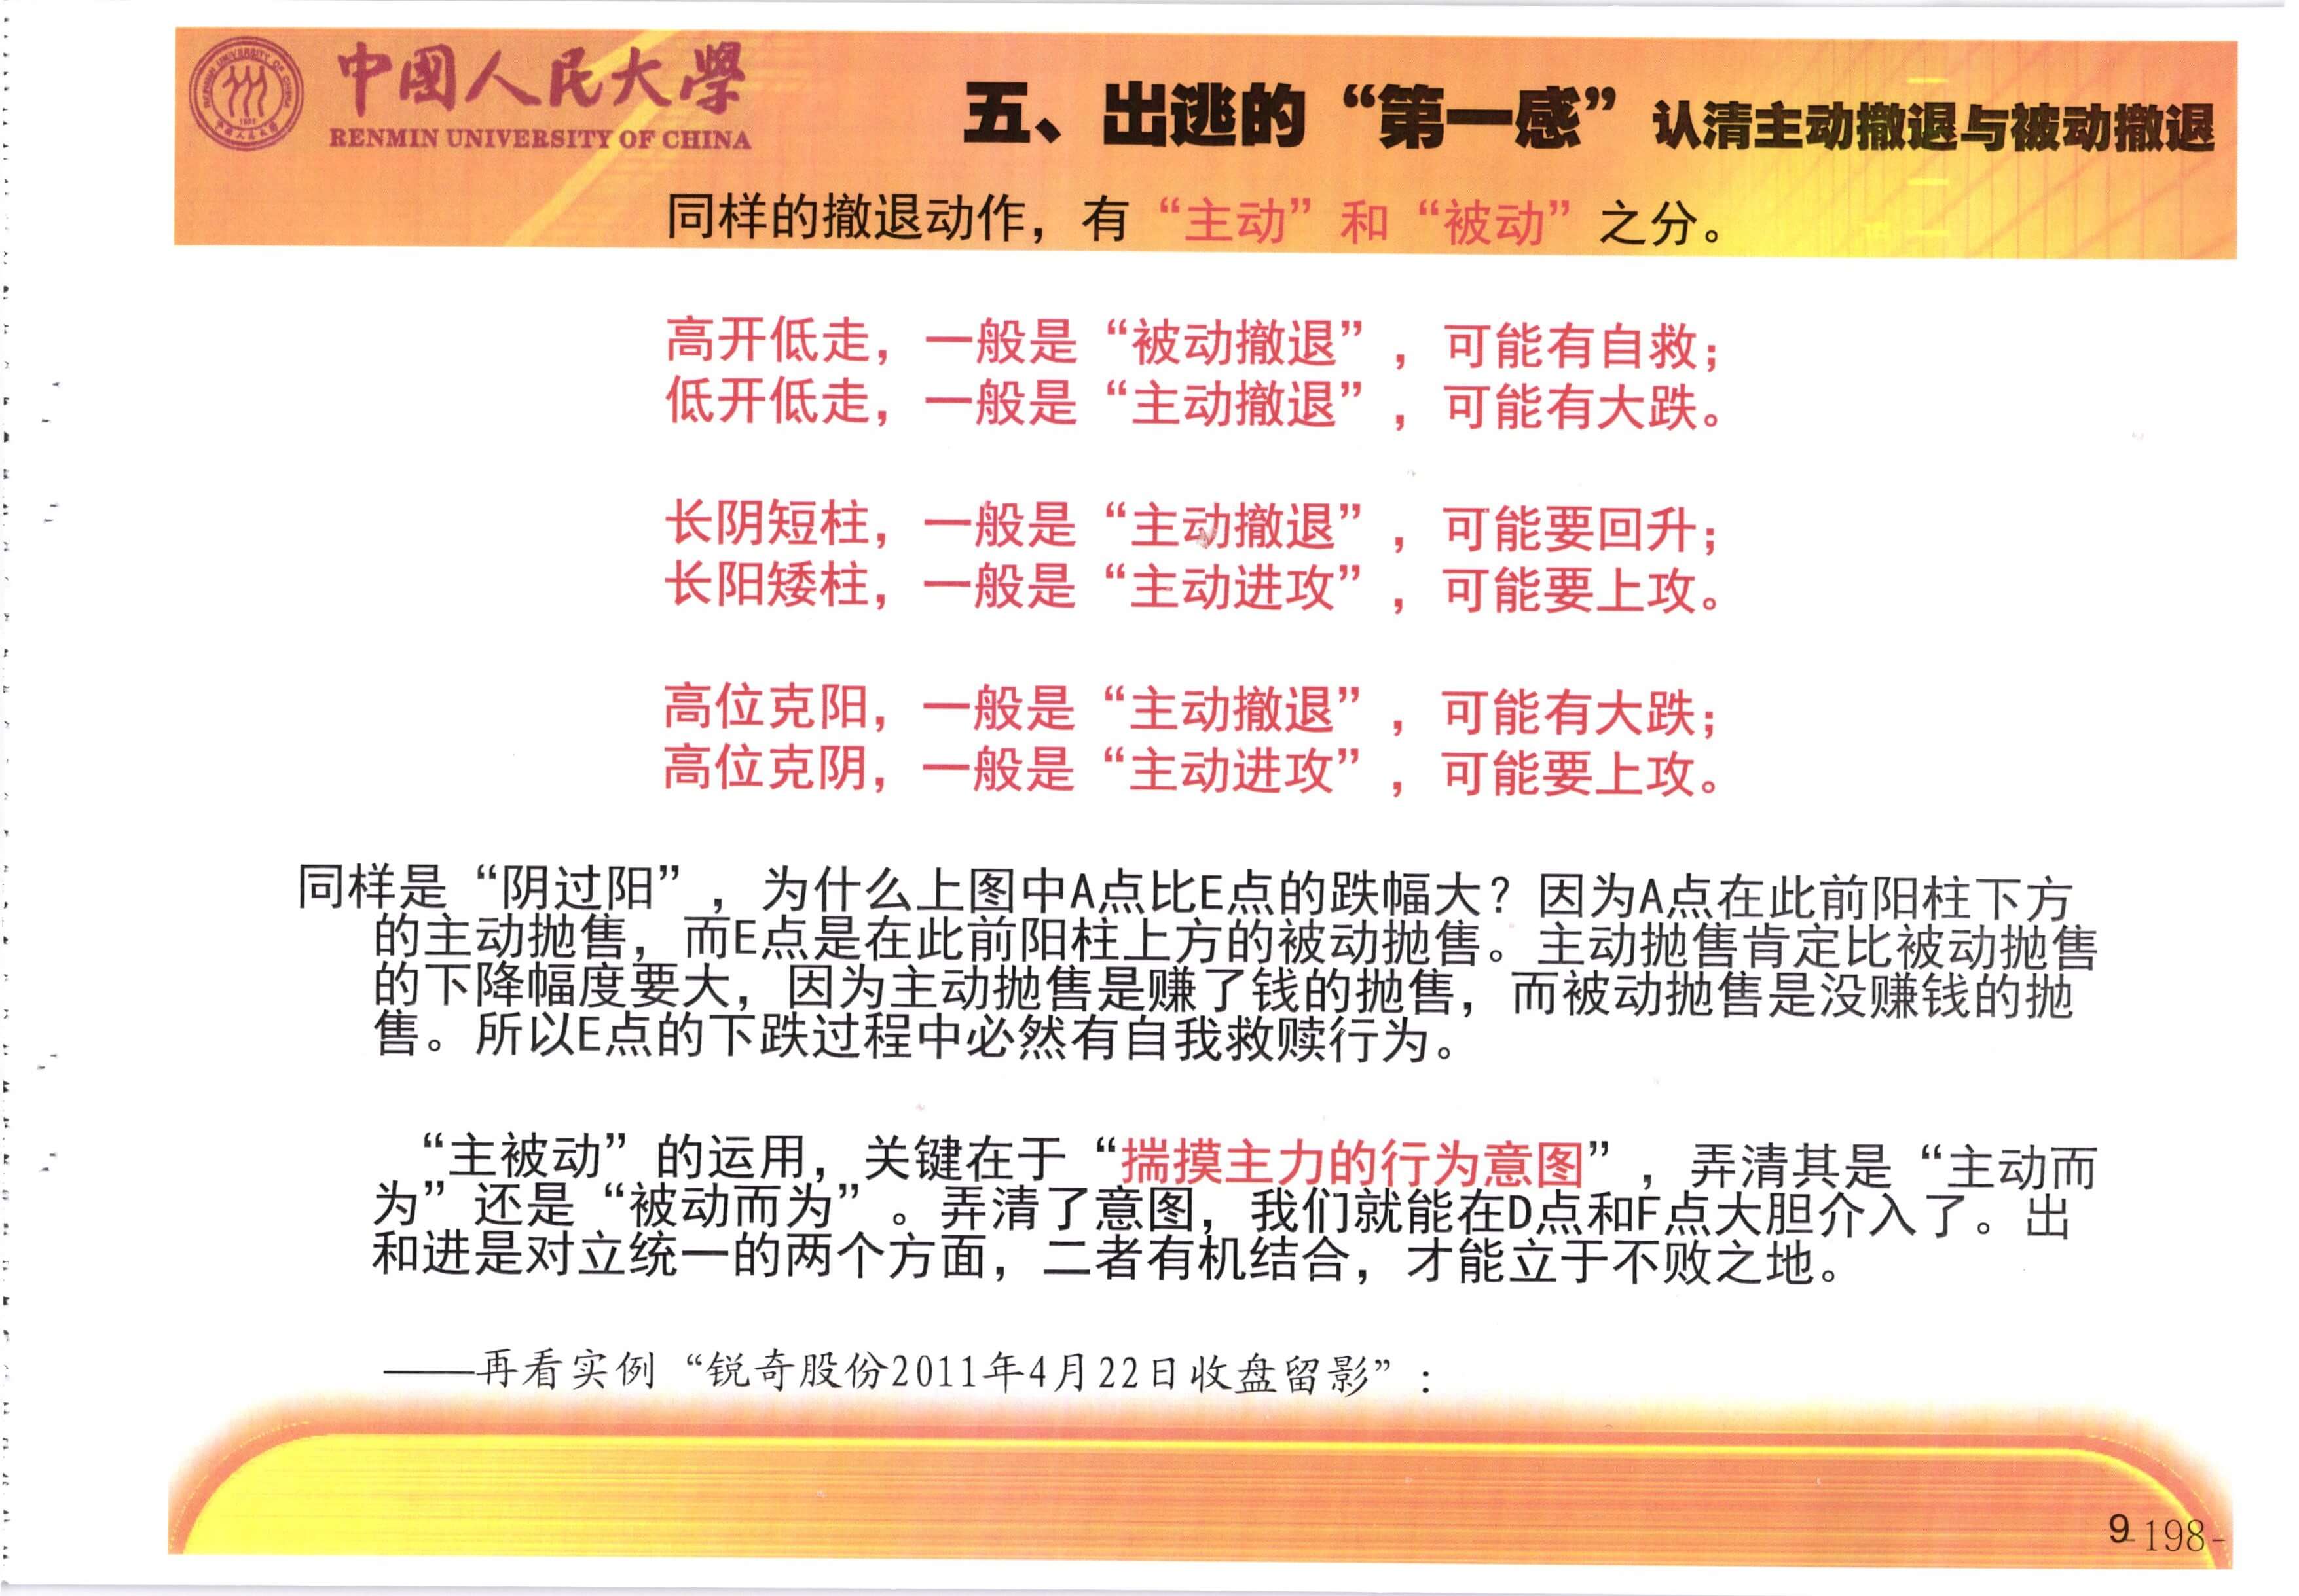 中國人民大學
RENMIN UNIVERSITY OF CHINA
五、出逃的“第一感”认清主动撤退与被动撤退
同样的撤退动作，有“主动”和“被动”之分。
高开低走，一般是“被动撤退”，可能有自救；
低开低走，一般是“主动撤退”，可能有大跌。
长阴短柱，一般是“主动撤退”，可能要回升；
长阳矮柱，一般是“主动进攻”，可能要上攻。
高位克阳，一般是“主动撤退”，可能有大跌；
高位克阴，一般是“主动进攻”，可能要上攻。
同样是“阴过阳”，为什么上图中A点比E点的跌幅大？因为A点在此前阳柱下方
的主动抛售，而E点是在此前阳柱上方的被动抛售。主动抛售肯定比被动抛售
的下降幅度要大，因为主动抛售是赚了钱的抛售，而被动抛售是没赚钱的抛
售。所以E点的下跌过程中必然有自我救赎行为。
“主被动”的运用，关键在于“揣摸主力的行为意图”，弄清其是“主动而
为”还是“被动而为”。弄清了意图，我们就能在D点和F点大胆介入了。出
和进是对立统一的两个方面，二者有机结合，才能立于不败之地。
——再看实例“锐奇股份2011年4月22日收盘留影”：
9
-198-